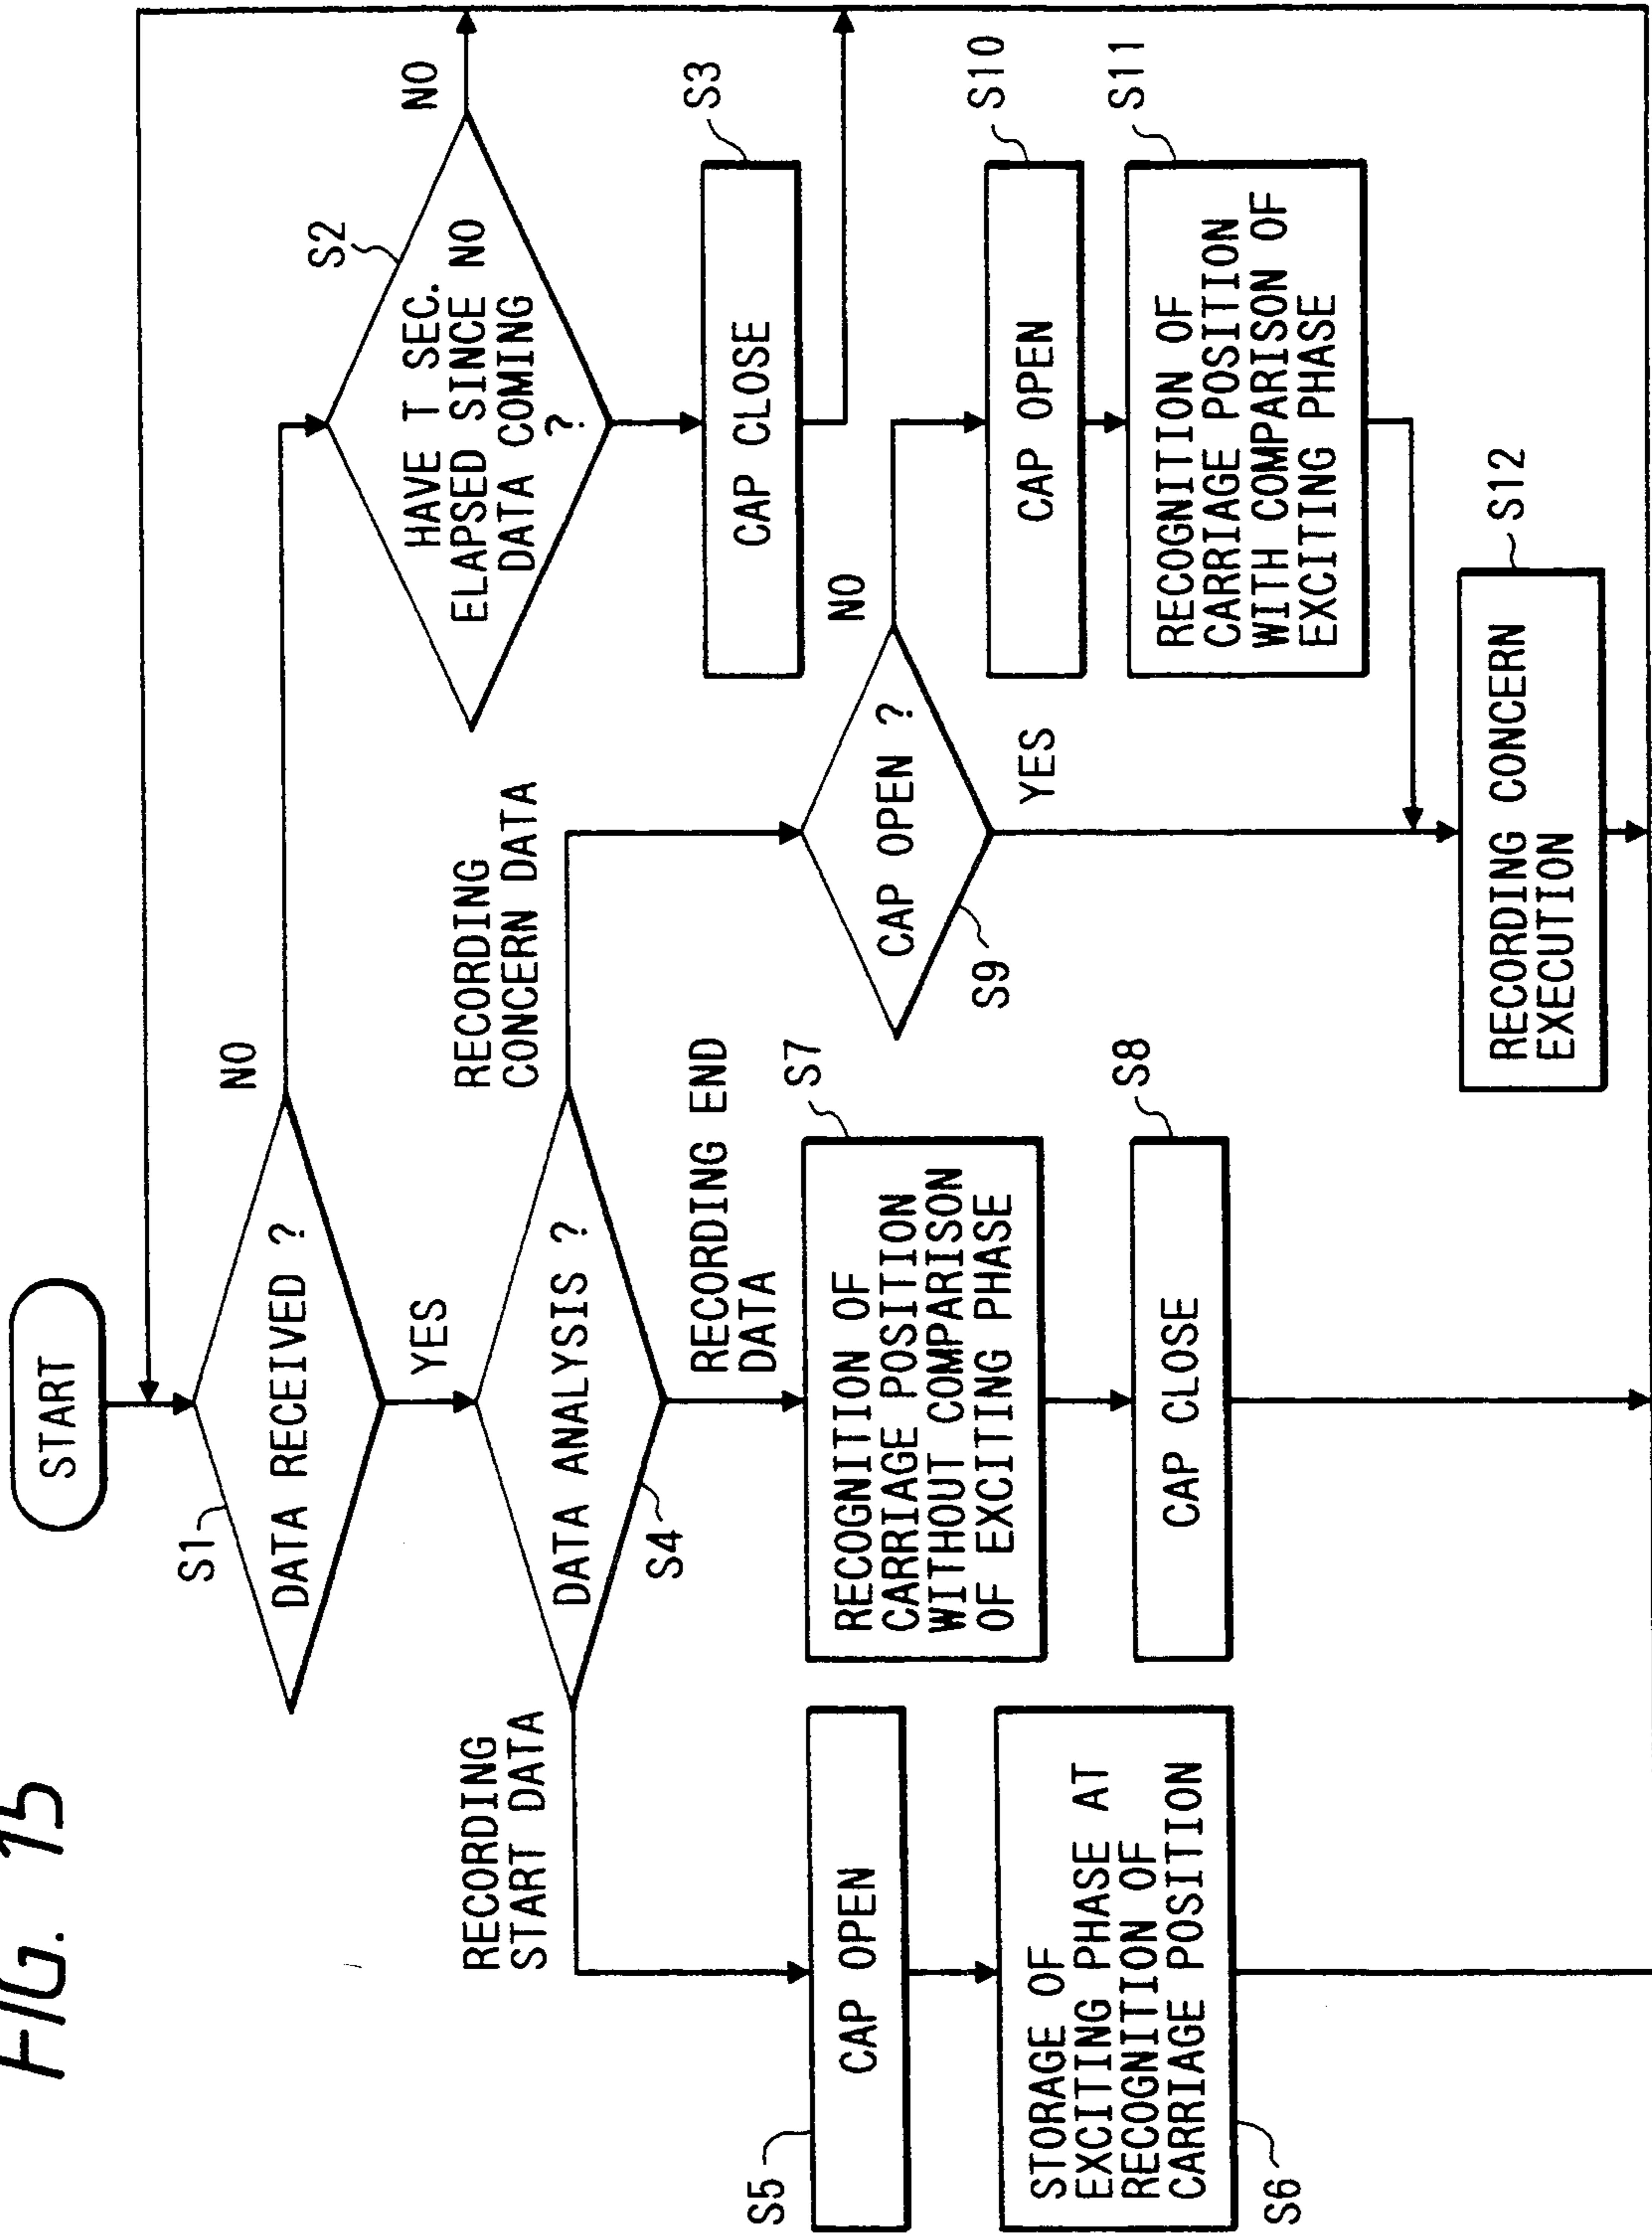 FIG. 15
START
S1
DATA RECEIVED ?
NO
YES
S2
HAVE T SEC.
ELAPSED SINCE NO
DATA COMING
?
NO
S3
CAP CLOSE
DATA ANALYSIS ?
S4
RECORDING
START DATA
RECORDING END
DATA
RECORDING
CONCERN DATA
S5
CAP OPEN
STORAGE OF
EXCITING PHASE AT
RECOGNITION OF
CARRIAGE POSITION
S6
S7
RECOGNITION OF
CARRIAGE POSITION
WITHOUT COMPARISON
OF EXCITING PHASE
S8
CAP CLOSE
CAP OPEN ?
S9
NO
YES
S10
CAP OPEN
S11
RECOGNITION OF
CARRIAGE POSITION
WITH COMPARISON OF
EXCITING PHASE
S12
RECORDING CONCERN
EXECUTION